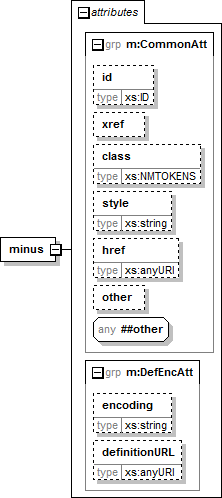 attributes
grp m:CommonAtt
id
type xs:ID
xref
class
type xs:NMTOKENS
style
type xs:string
minus
href
type xs:anyURI
other
any ##other
grp m:DefEncAtt
encoding
type xs:string
definitionURL
type xs:anyURI